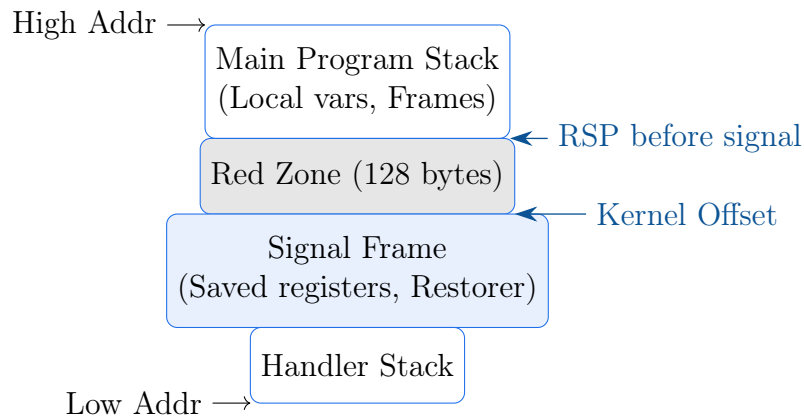 High Addr
Main Program Stack
(Local vars, Frames)
RSP before signal
Red Zone (128 bytes)
Kernel Offset
Signal Frame
(Saved registers, Restorer)
Handler Stack
Low Addr